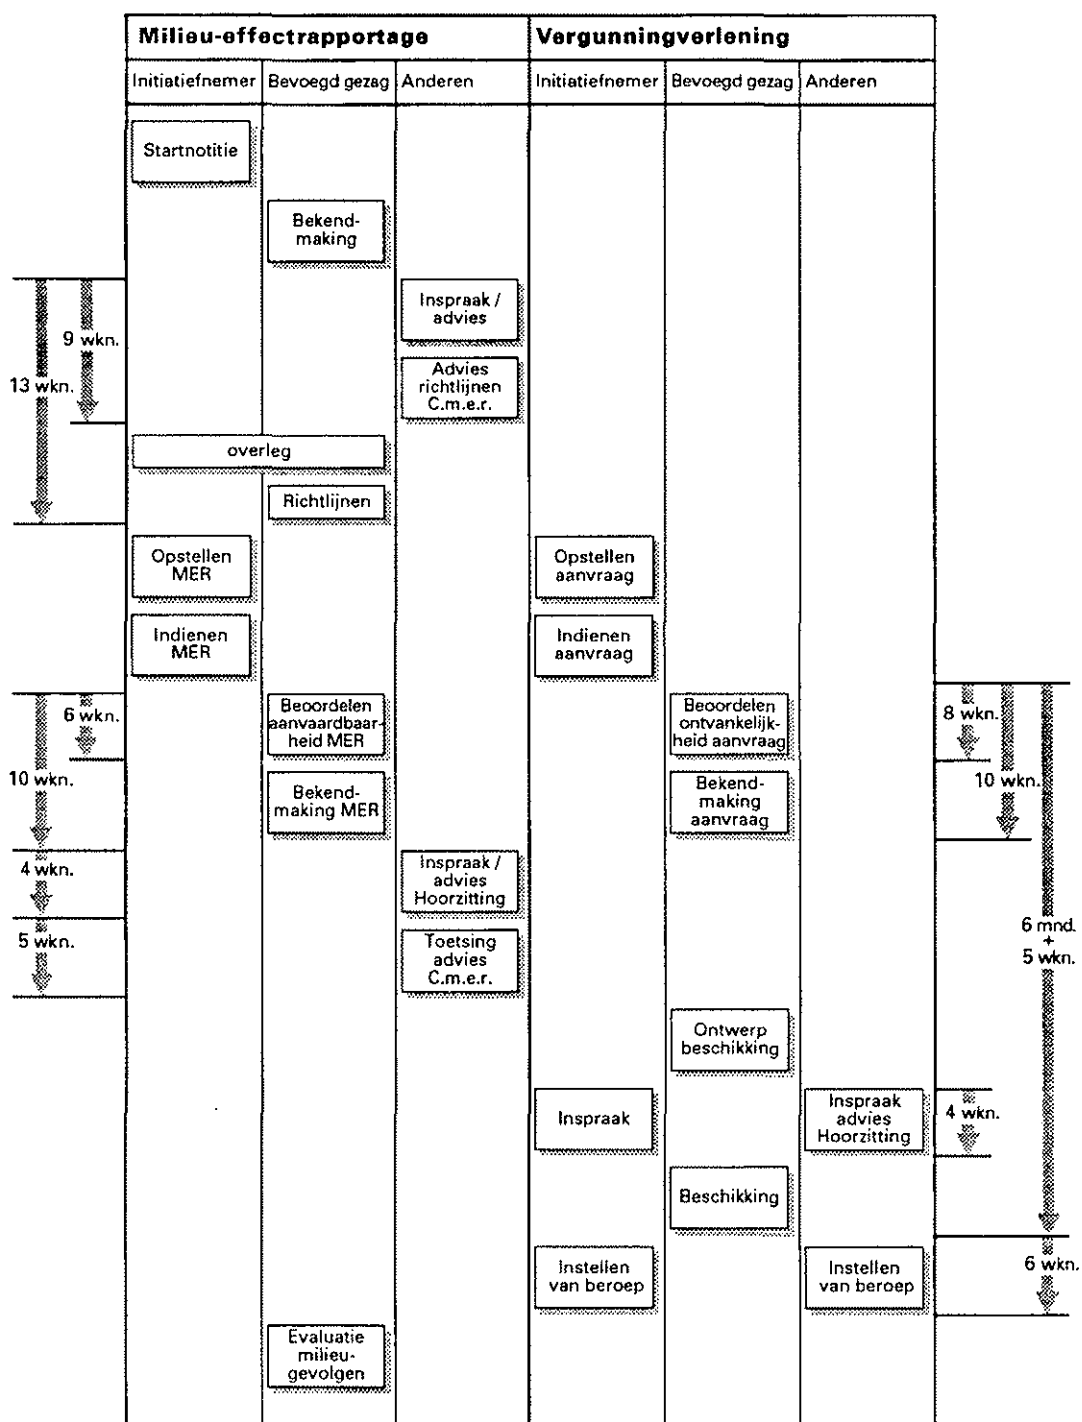 Milieu-effectrapportage
Vergunningverlening
Initiatiefnemer
Bevoegd gezag
Anderen
Initiatiefnemer
Bevoegd gezag
Anderen
Startnotitie
Bekend-
making
Inspraak /
advies
9 wkn.
13 wkn.
Advies
richtlijnen
C.m.e.r.
overleg
Richtlijnen
Opstellen
MER
Opstellen
aanvraag
Indienen
MER
Indienen
aanvraag
6 wkn.
Beoordelen
aanvaardbaar-
heid MER
Beoordelen
ontvankelijk-
heid aanvraag
8 wkn.
10 wkn.
Bekend-
making MER
Bekend-
making
aanvraag
10 wkn.
4 wkn.
Inspraak /
advies
Hoorzitting
5 wkn.
Toetsing
advies
C.m.e.r.
6 mnd.
+
5 wkn.
Ontwerp
beschikking
Inspraak
Inspraak
advies
Hoorzitting
4 wkn.
Beschikking
Instellen
van beroep
Instellen
van beroep
6 wkn.
Evaluatie
milieu-
gevolgen